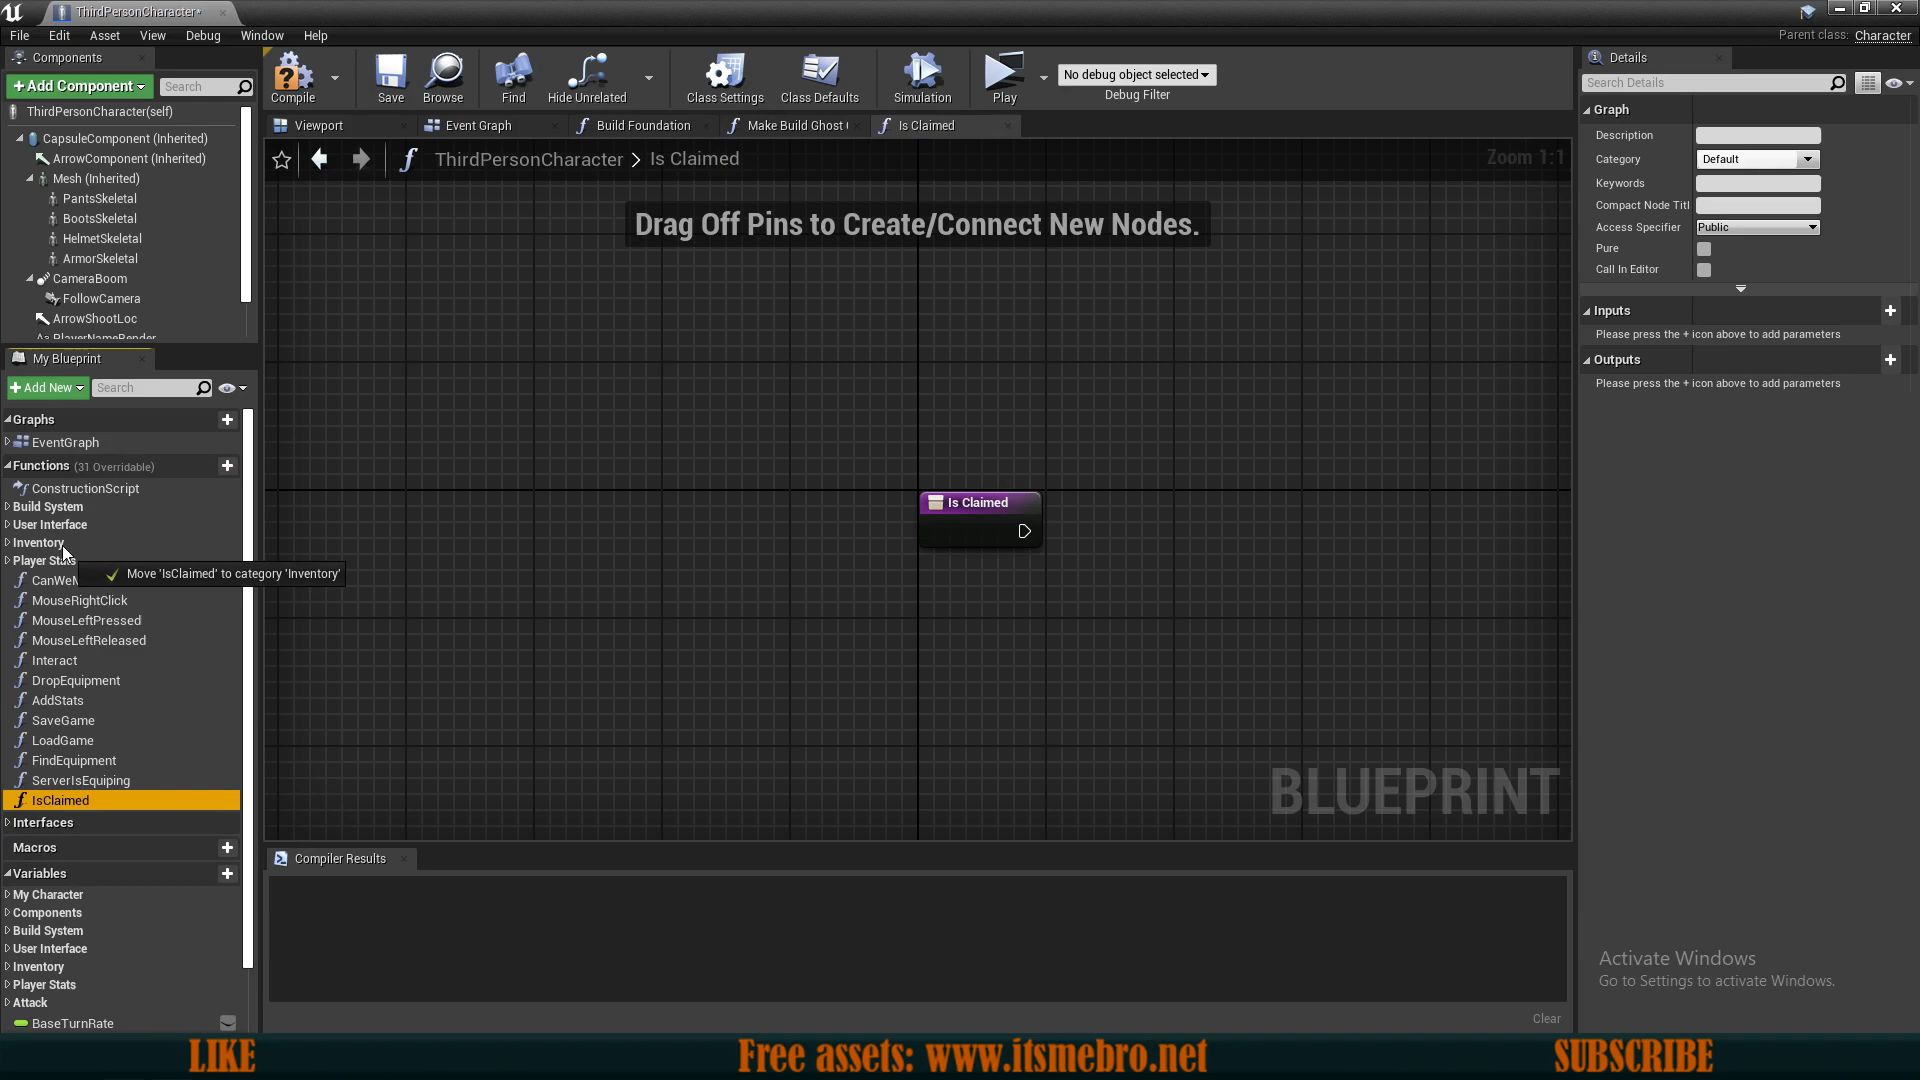 ThirdPersonCharacter*
File Edit Asset View Debug Window Help
Parent class: Character
Components
+Add Component
Search
ThirdPersonCharacter(self)
CapsuleComponent (Inherited)
ArrowComponent (Inherited)
Mesh (Inherited)
PantsSkeletal
BootsSkeletal
HelmetSkeletal
ArmorSkeletal
CameraBoom
FollowCamera
ArrowShootLoc
PlayerNameRender
My Blueprint
+Add New
Search
Graphs
EventGraph
Functions (31 Overridable)
ConstructionScript
Build System
User Interface
Inventory
Player Stats
Move 'IsClaimed' to category 'Inventory'
MouseRightClick
MouseLeftPressed
MouseLeftReleased
Interact
DropEquipment
AddStats
SaveGame
LoadGame
FindEquipment
ServerIsEquiping
IsClaimed
Interfaces
Macros
Variables
My Character
Components
Build System
User Interface
Inventory
Player Stats
Attack
BaseTurnRate
Compile
Save
Browse
Find
Hide Unrelated
Class Settings
Class Defaults
Simulation
Play
No debug object selected
Debug Filter
Viewport
Event Graph
Build Foundation
Make Build Ghost
Is Claimed
ThirdPersonCharacter > Is Claimed
Zoom 1:1
Drag Off Pins to Create/Connect New Nodes.
Is Claimed
BLUEPRINT
Compiler Results
Clear
Details
Search Details
Graph
Description
Category Default
Keywords
Compact Node Titl
Access Specifier Public
Pure
Call In Editor
Inputs
Please press the + icon above to add parameters
Outputs
Please press the + icon above to add parameters
Activate Windows
Go to Settings to activate Windows.
LIKE
Free assets: www.itsmebro.net
SUBSCRIBE